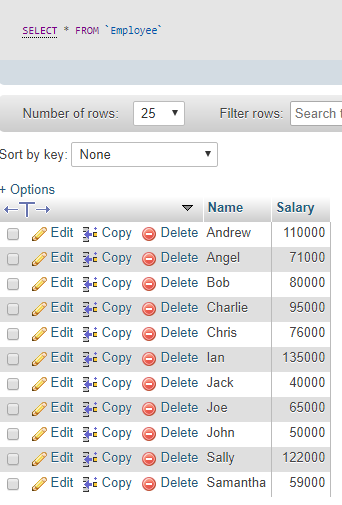 SELECT * FROM `Employee`
Number of rows: 25 Filter rows: Search t
Sort by key: None
+ Options
←T→ Name Salary
Edit Copy Delete Andrew 110000
Edit Copy Delete Angel 71000
Edit Copy Delete Bob 80000
Edit Copy Delete Charlie 95000
Edit Copy Delete Chris 76000
Edit Copy Delete Ian 135000
Edit Copy Delete Jack 40000
Edit Copy Delete Joe 65000
Edit Copy Delete John 50000
Edit Copy Delete Sally 122000
Edit Copy Delete Samantha 59000